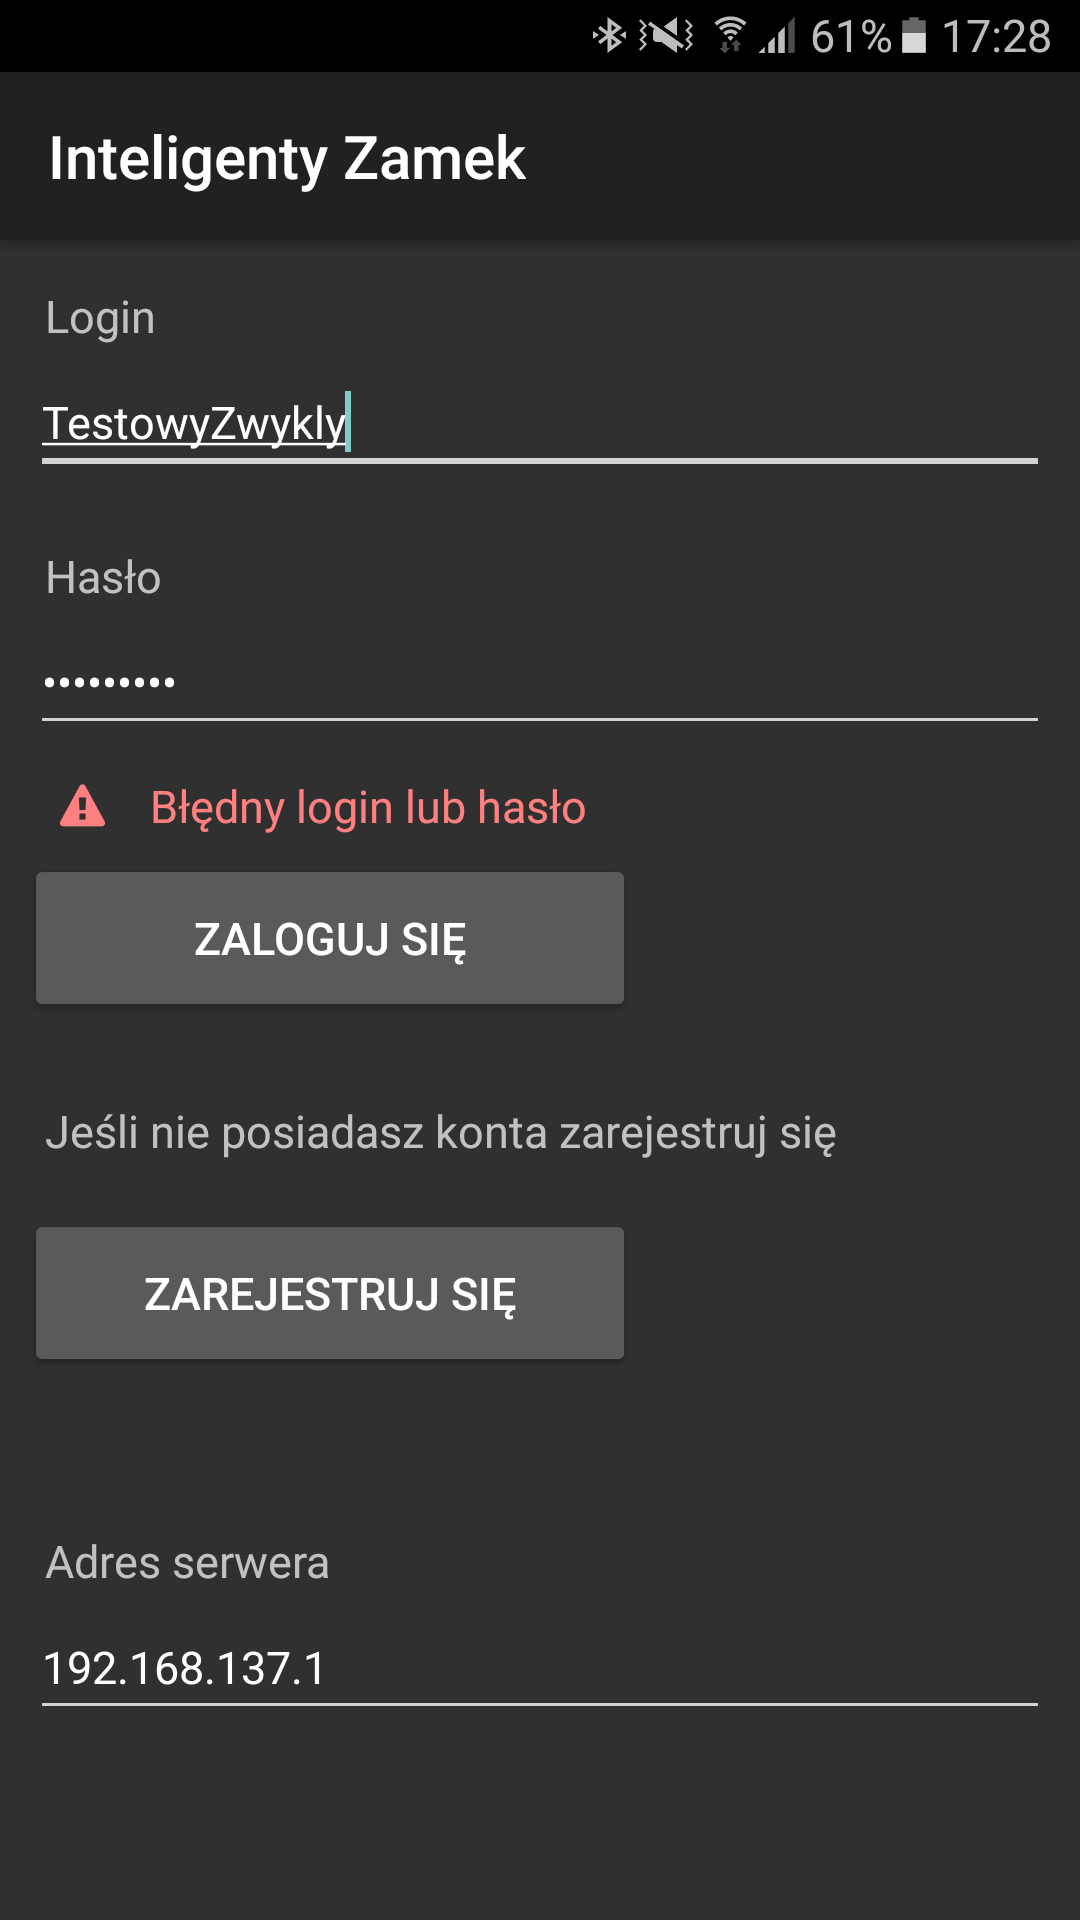 61% 17:28
Inteligenty Zamek
Login
TestowyZwykly
Hasło
•••••••••
Błędny login lub hasło
ZALOGUJ SIĘ
Jeśli nie posiadasz konta zarejestruj się
ZAREJESTRUJ SIĘ
Adres serwera
192.168.137.1